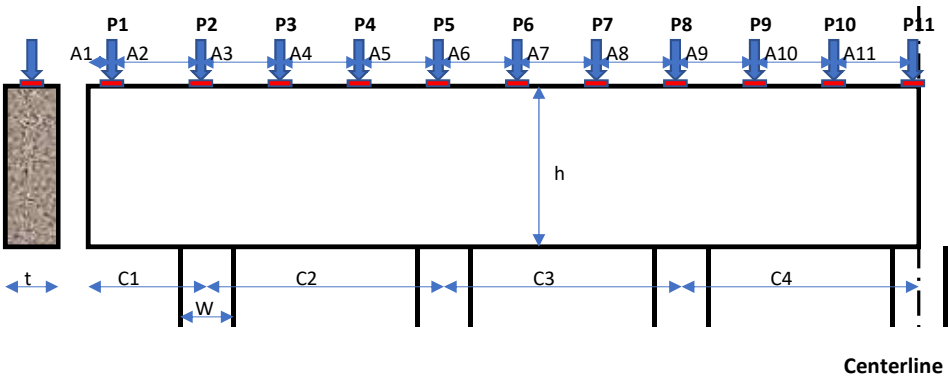 P1 P2 P3 P4 P5 P6 P7 P8 P9 P10 P11
A1 A2 A3 A4 A5 A6 A7 A8 A9 A10 A11
h
t C1 C2 C3 C4
W
Centerline